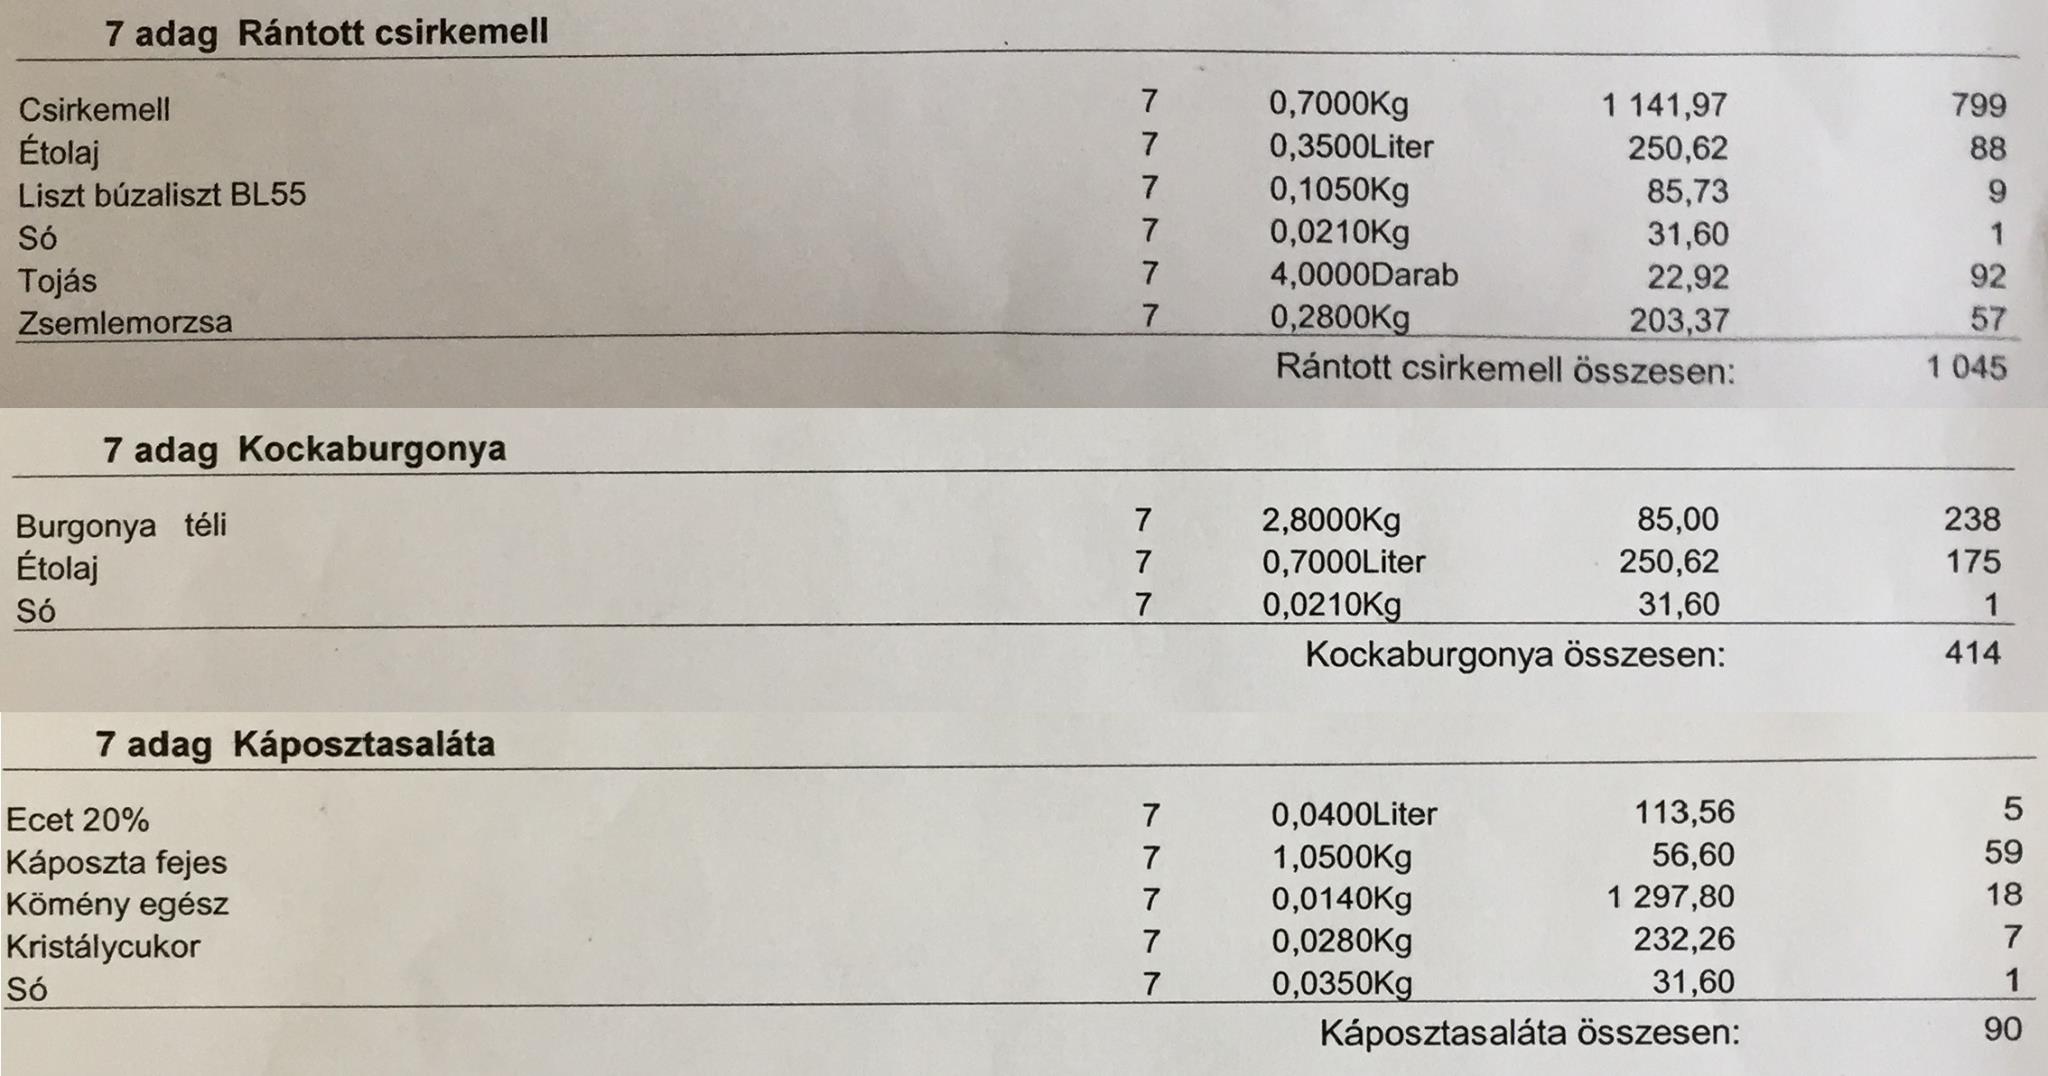 7 adag Rántott csirkemell
Csirkemell 7 0,7000Kg 1 141,97 799
Étolaj 7 0,3500Liter 250,62 88
Liszt búzaliszt BL55 7 0,1050Kg 85,73 9
Só 7 0,0210Kg 31,60 1
Tojás 7 4,0000Darab 22,92 92
Zsemlemorzsa 7 0,2800Kg 203,37 57
Rántott csirkemell összesen: 1 045
7 adag Kockaburgonya
Burgonya téli 7 2,8000Kg 85,00 238
Étolaj 7 0,7000Liter 250,62 175
Só 7 0,0210Kg 31,60 1
Kockaburgonya összesen: 414
7 adag Káposztasaláta
Ecet 20% 7 0,0400Liter 113,56 5
Káposzta fejes 7 1,0500Kg 56,60 59
Kömény egész 7 0,0140Kg 1 297,80 18
Kristálycukor 7 0,0280Kg 232,26 7
Só 7 0,0350Kg 31,60 1
Káposztasaláta összesen: 90